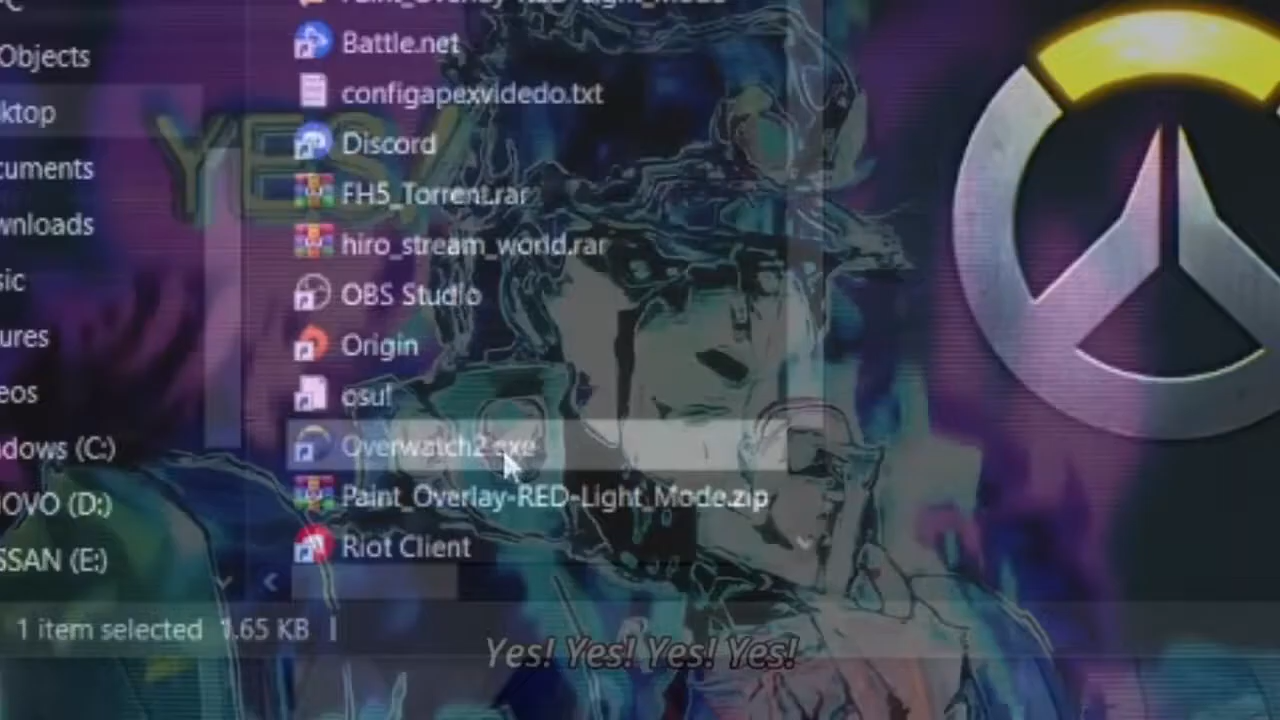 Objects
ktop
cuments
wnloads
sic
ures
eos
dows (C:)
OVO (D:)
SSAN (E:)
Battle.net
configapexvidedo.txt
Discord
FH5_Torrent.rar
hiro_stream_world.rar
OBS Studio
Origin
osu!
Overwatch2.exe
Paint_Overlay-RED-Light_Mode.zip
Riot Client
1 item selected 1.65 KB
YES!
Yes! Yes! Yes! Yes!